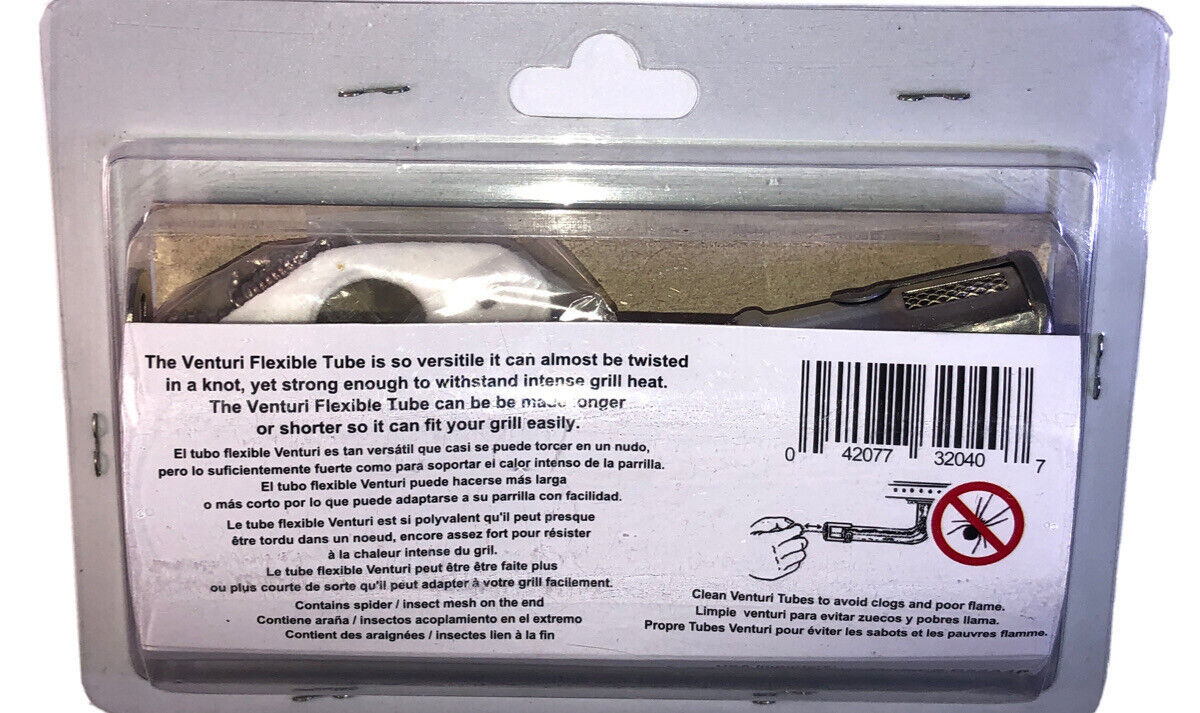 The Venturi Flexible Tube is so versitile it can almost be twisted
in a knot, yet strong enough to withstand intense grill heat.
The Venturi Flexible Tube can be be made onger
or shorter so it can fit your grill easily.
El tubo flexible Venturi es tan versátil que casi se puede torcer en un nudo,
pero lo suficientemente fuerte como para soportar el calor intenso de la parrilla.
El tubo flexible Venturi puede hacerse más larga
o más corto por lo que puede adaptarse a su parrilla con facilidad.
Le tube flexible Venturi est si polyvalent qu'il peut presque
être tordu dans un noeud, encore assez fort pour résister
à la chaleur intense du gril.
Le tube flexible Venturi peut être être faite plus
ou plus courte de sorte qu'il peut adapter à votre grill facilement.
Contains spider / insect mesh on the end
Contiene araña / insectos acoplamiento en el extremo
Contient des araignées / insectes lien à la fin
0 42077 32040 7
Clean Venturi Tubes to avoid clogs and poor flame.
Limpie venturi para evitar zuecos y pobres llama.
Propre Tubes Venturi pour éviter les sabots et les pauvres flamme.